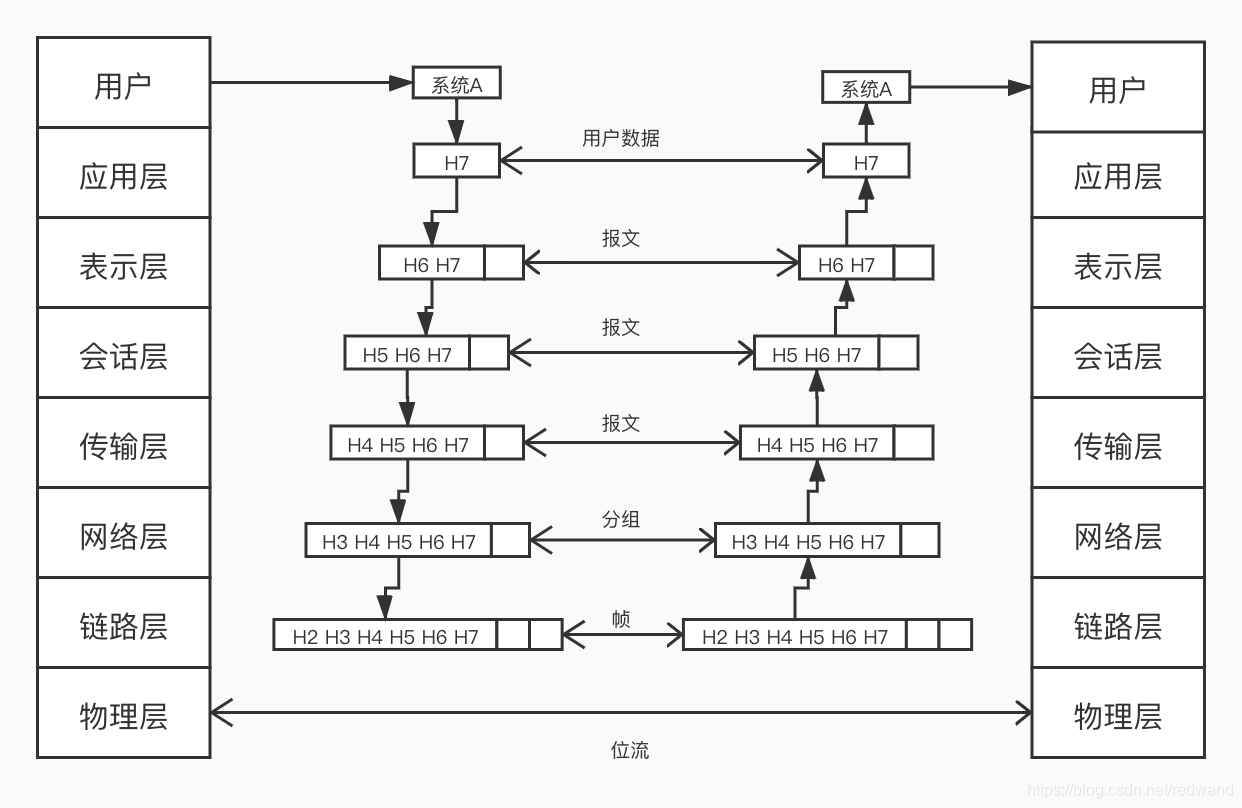 用户
系统A
系统A
用户
应用层
H7
用户数据
H7
应用层
表示层
H6 H7
报文
H6 H7
表示层
会话层
H5 H6 H7
报文
H5 H6 H7
会话层
传输层
H4 H5 H6 H7
报文
H4 H5 H6 H7
传输层
网络层
H3 H4 H5 H6 H7
分组
H3 H4 H5 H6 H7
网络层
链路层
H2 H3 H4 H5 H6 H7
帧
H2 H3 H4 H5 H6 H7
链路层
物理层
位流
物理层
https://blog.csdn.net/redwand